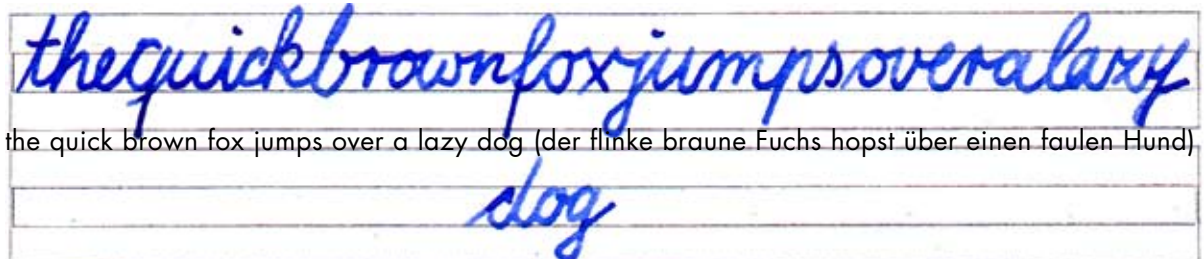 thequickbrownfoxjumpsoveralazy
the quick brown fox jumps over a lazy dog (der flinke braune Fuchs hopst über einen faulen Hund)
dog